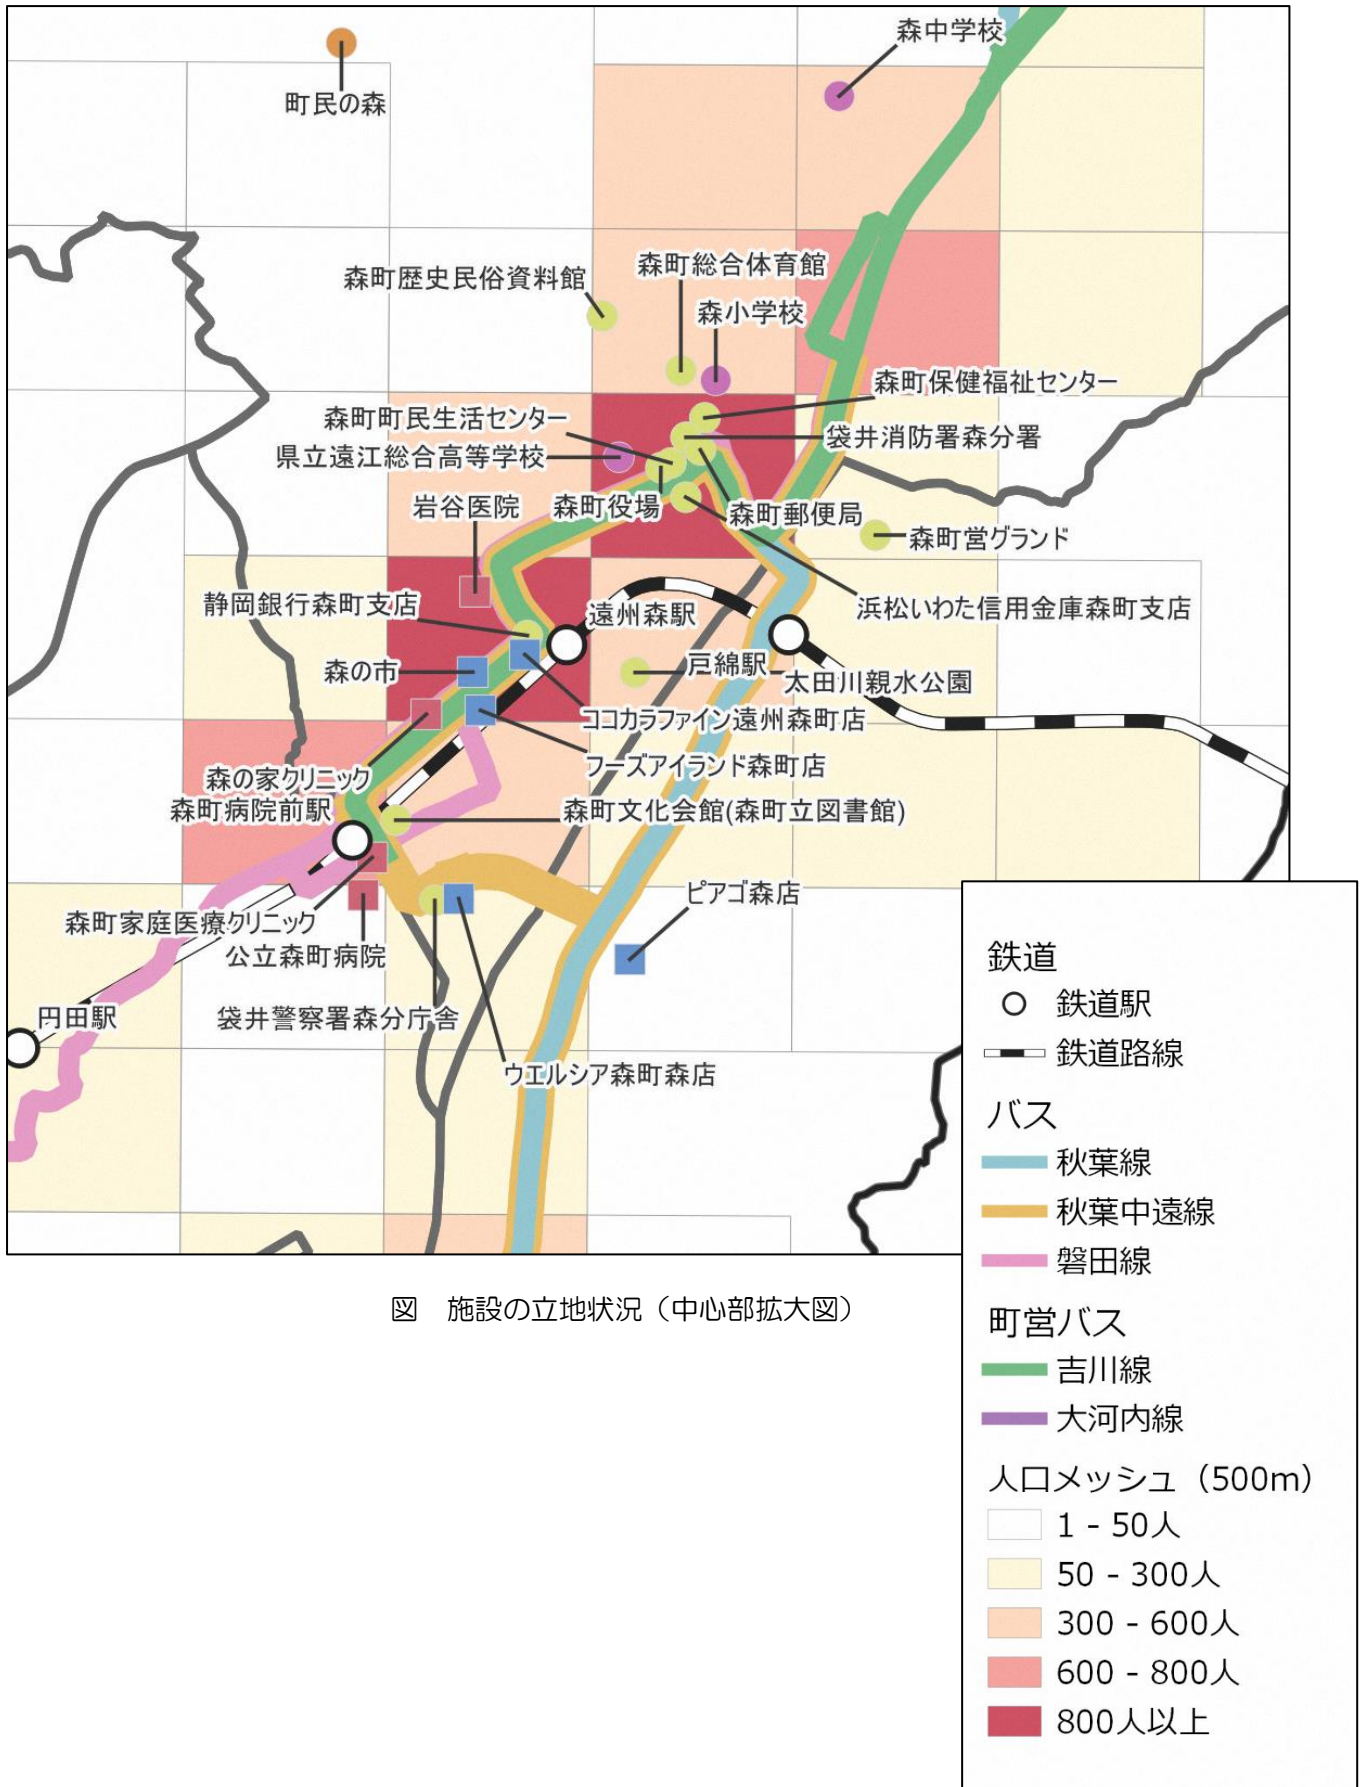 森中学校
町民の森
森町総合体育館
森町歴史民俗資料館
森小学校
森町保健福祉センター
森町町民生活センター
袋井消防署森分署
県立遠江総合高等学校
岩谷医院
森町役場
森町郵便局
森町営グランド
静岡銀行森町支店
遠州森駅
浜松いわた信用金庫森町支店
森の市
戸綿駅
太田川親水公園
ココカラファイン遠州森町店
フーズアイランド森町店
森の家クリニック
森町病院前駅
森町文化会館(森町立図書館)
ピアゴ森店
森町家庭医療クリニック
公立森町病院
円田駅
袋井警察署森分庁舎
ウエルシア森町森店
鉄道
鉄道駅
鉄道路線
バス
秋葉線
秋葉中遠線
磐田線
町営バス
吉川線
大河内線
人口メッシュ（500m）
1 - 50人
50 - 300人
300 - 600人
600 - 800人
800人以上
図　施設の立地状況（中心部拡大図）